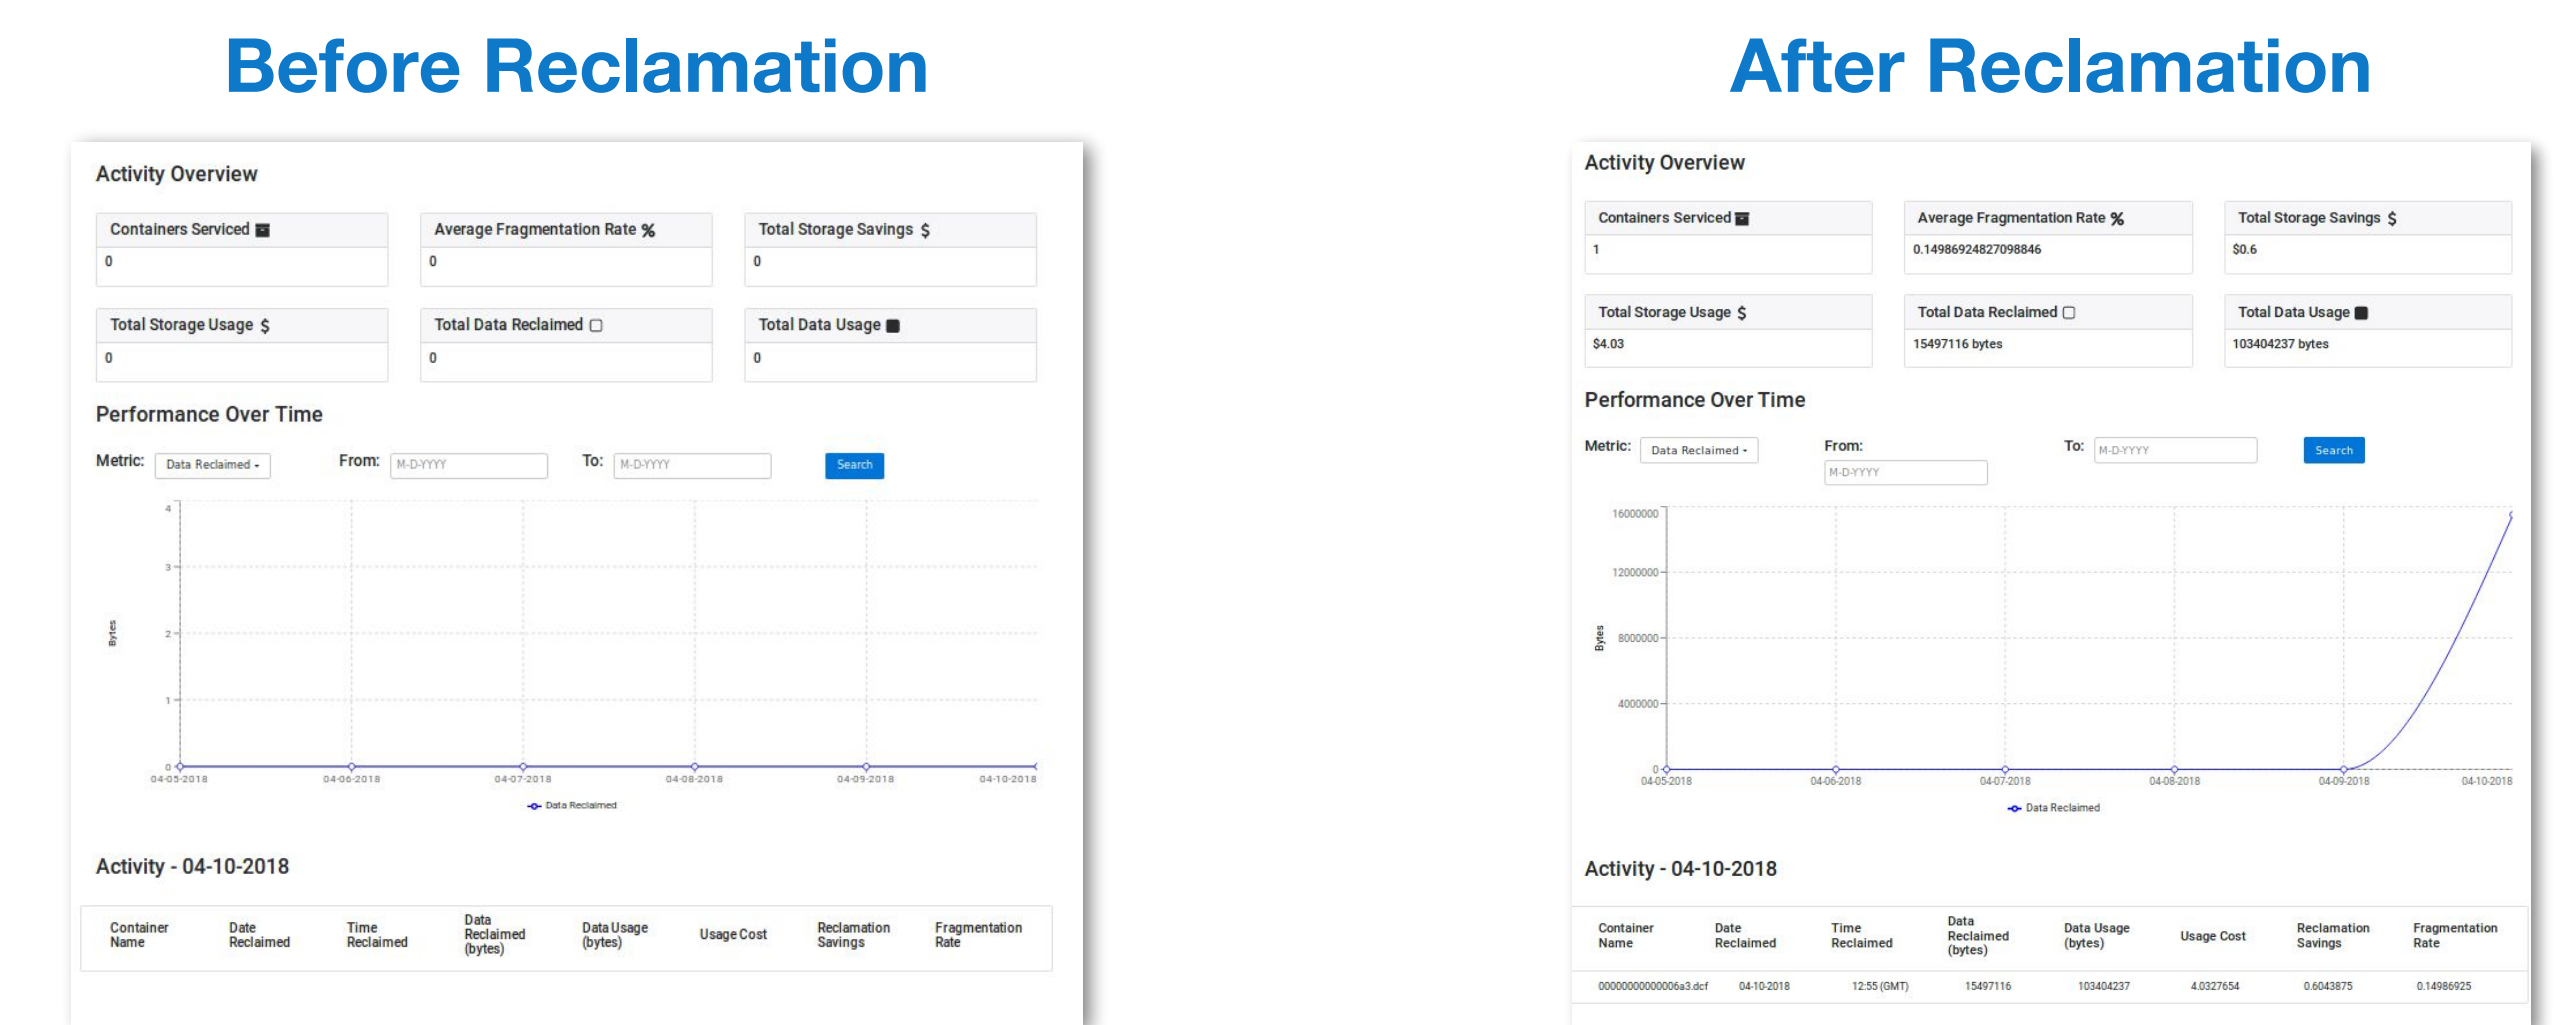 Before Reclamation
Activity Overview
Containers Serviced
Average Fragmentation Rate %
Total Storage Savings $
0
0
0
Total Storage Usage $
Total Data Reclaimed
Total Data Usage
0
0
0
Performance Over Time
Metric: Data Reclaimed
From: M-D-YYYY
To: M-D-YYYY
Search
4
3
2
1
0
Bytes
04-05-2018
04-06-2018
04-07-2018
04-08-2018
04-09-2018
04-10-2018
Data Reclaimed
Activity - 04-10-2018
Container
Name
Date
Reclaimed
Time
Reclaimed
Data
Reclaimed
(bytes)
Data Usage
(bytes)
Usage Cost
Reclamation
Savings
Fragmentation
Rate
After Reclamation
Activity Overview
Containers Serviced
Average Fragmentation Rate %
Total Storage Savings $
1
0.14986924827098846
$0.6
Total Storage Usage $
Total Data Reclaimed
Total Data Usage
$4.03
15497116 bytes
103404237 bytes
Performance Over Time
Metric: Data Reclaimed
From:
M-D-YYYY
To: M-D-YYYY
Search
16000000
12000000
8000000
4000000
0
Bytes
04-05-2018
04-06-2018
04-07-2018
04-08-2018
04-09-2018
04-10-2018
Data Reclaimed
Activity - 04-10-2018
Container
Name
Date
Reclaimed
Time
Reclaimed
Data
Reclaimed
(bytes)
Data Usage
(bytes)
Usage Cost
Reclamation
Savings
Fragmentation
Rate
00000000000006a3.dcf 04-10-2018 12:55 (GMT) 15497116 103404237 4.0327654 0.6043875 0.14986925